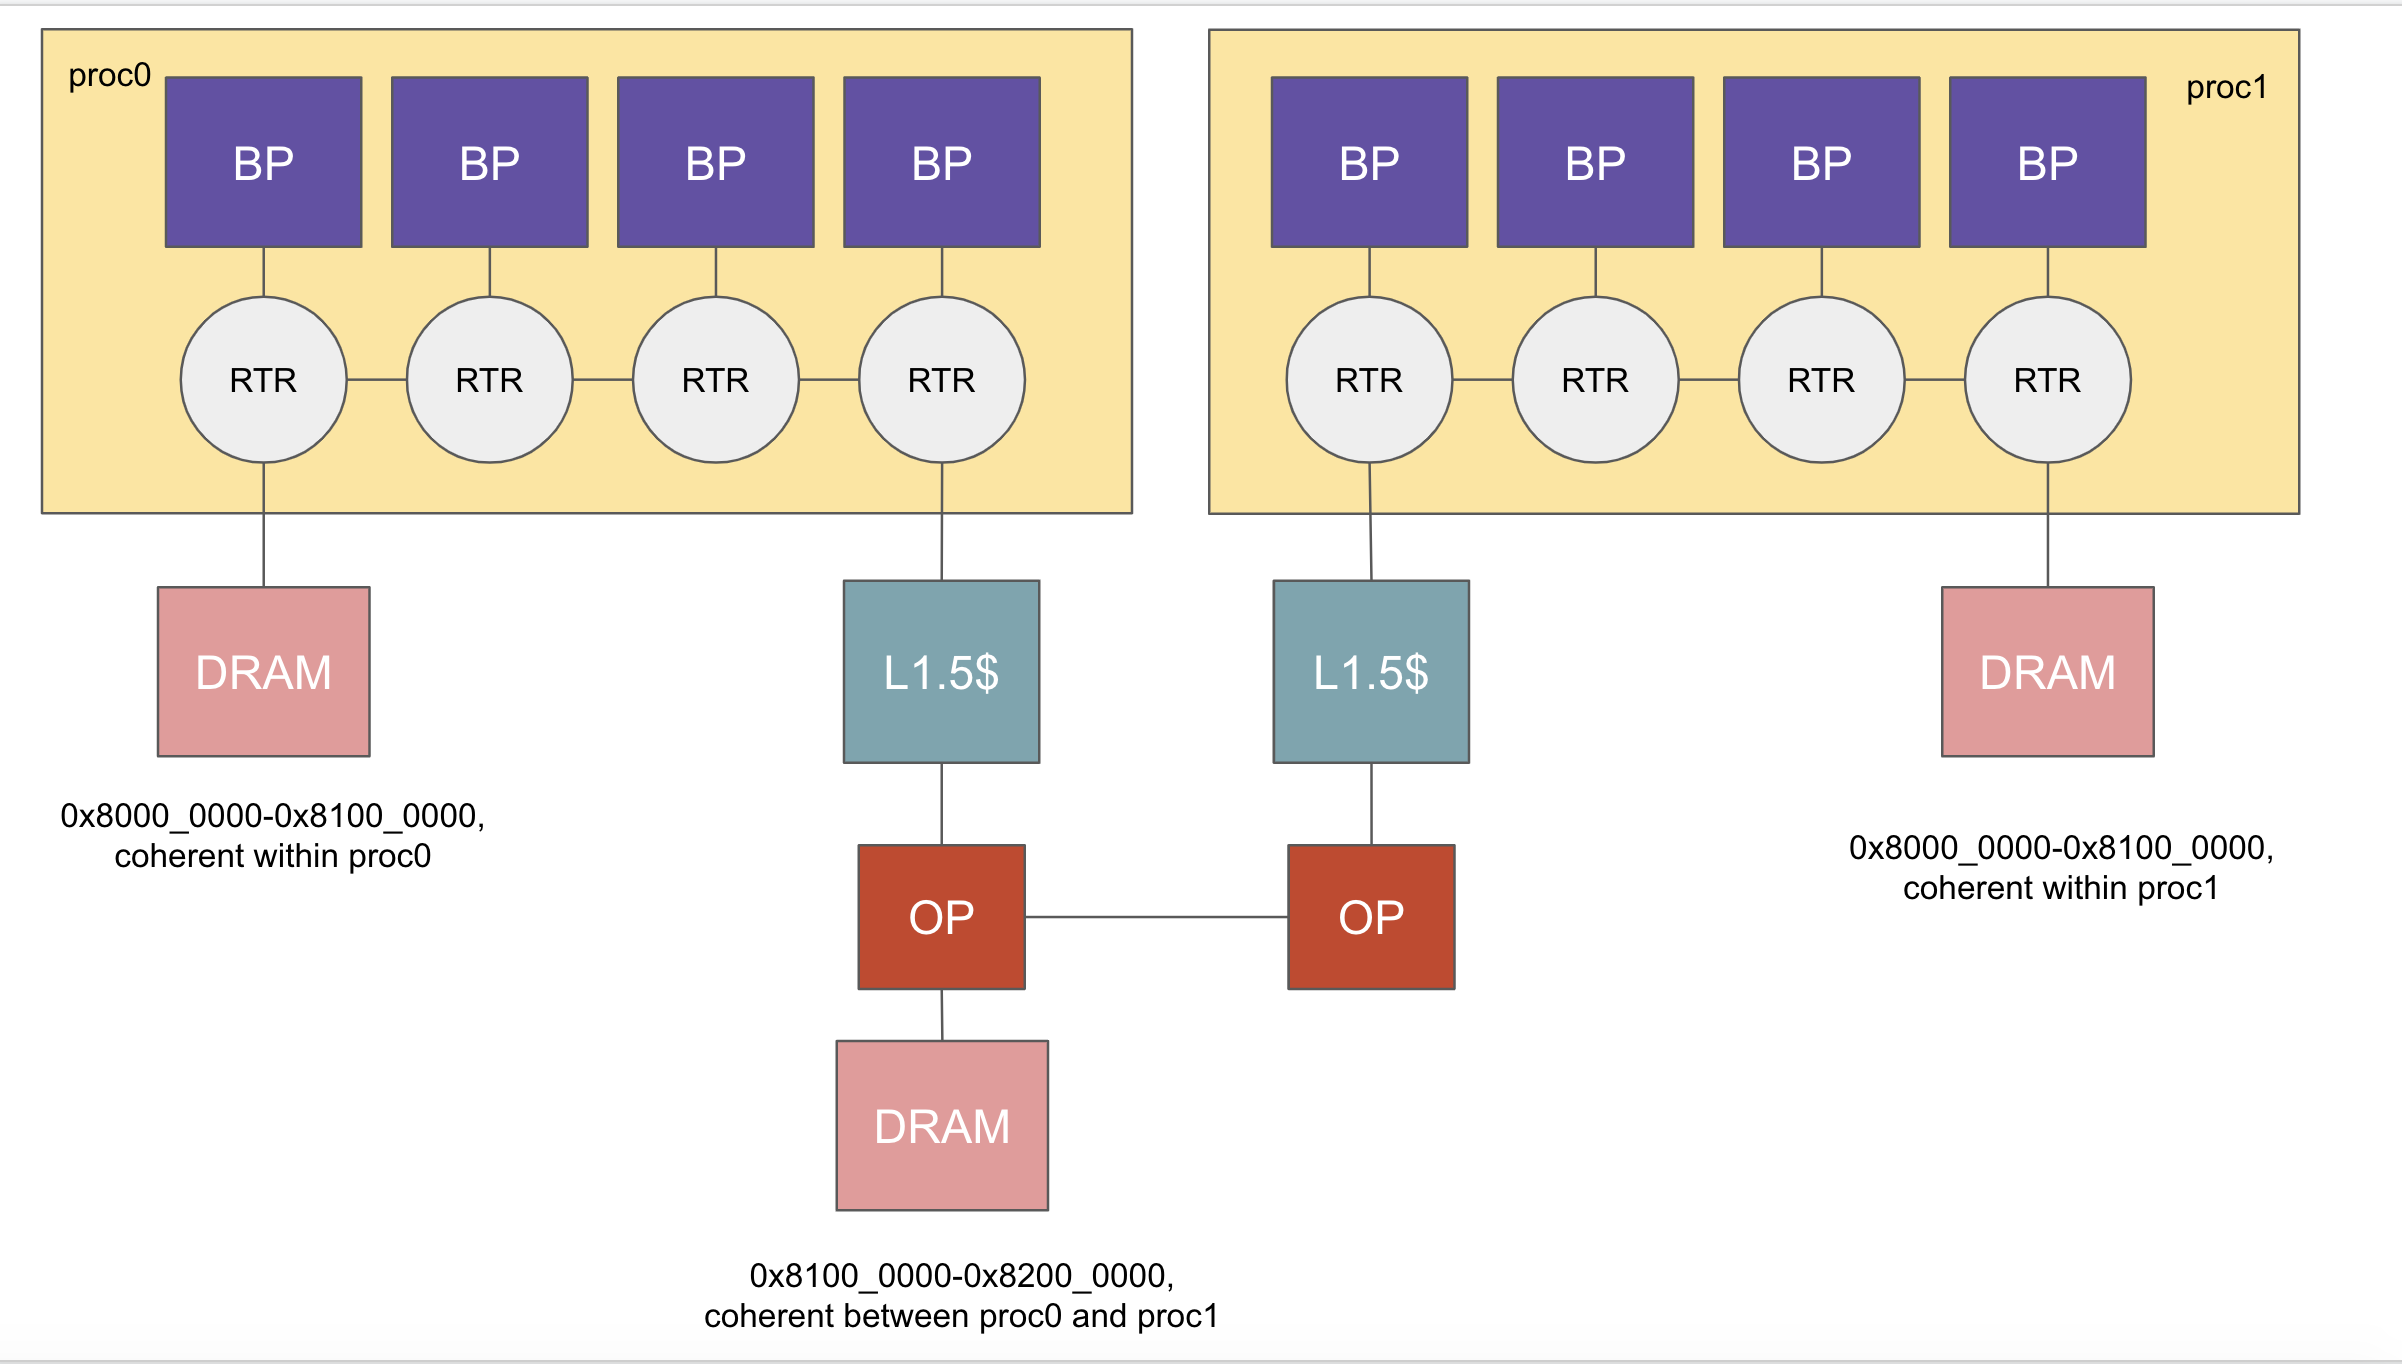 proc0
BP
BP
BP
BP
RTR
RTR
RTR
RTR
proc1
BP
BP
BP
BP
RTR
RTR
RTR
RTR
DRAM
0x8000_0000-0x8100_0000,
coherent within proc0
L1.5$
L1.5$
DRAM
0x8000_0000-0x8100_0000,
coherent within proc1
OP
OP
DRAM
0x8100_0000-0x8200_0000,
coherent between proc0 and proc1